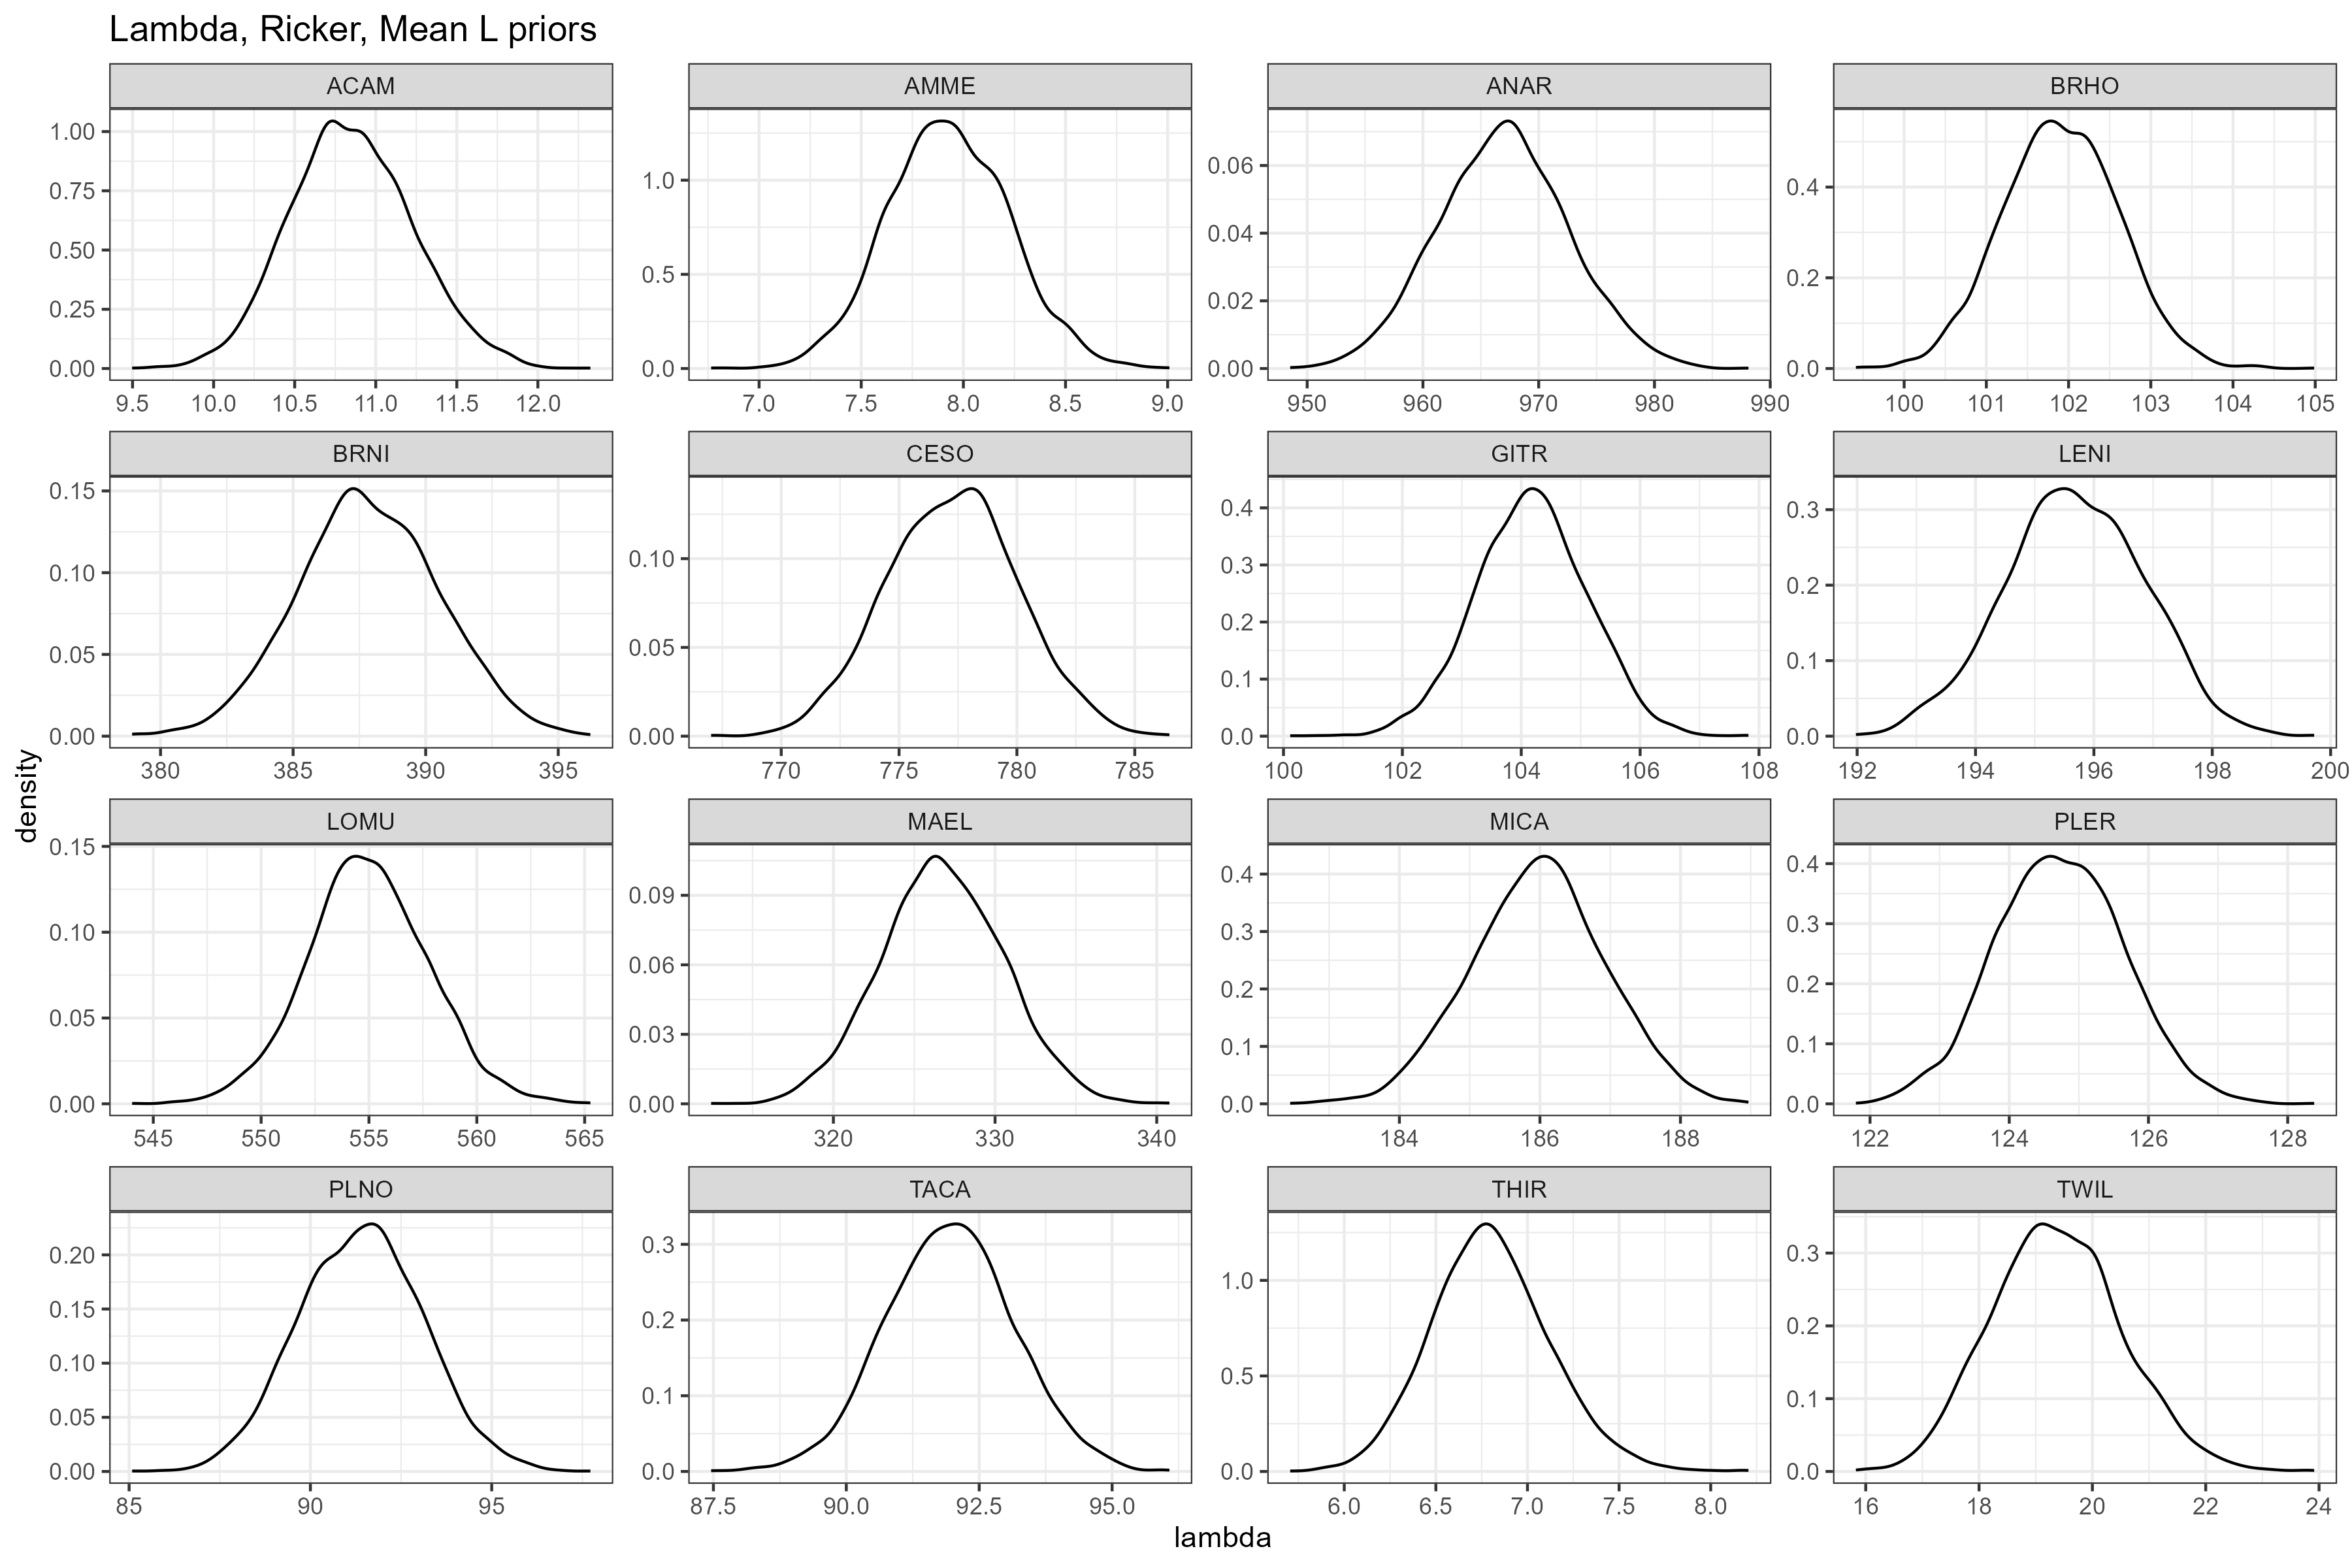 Lambda, Ricker, Mean L priors
ACAM AMME ANAR BRHO
1.00 0.75 0.50 0.25 0.00
1.0 0.5 0.0
0.06 0.04 0.02 0.00
0.4 0.2 0.0
9.5 10.0 10.5 11.0 11.5 12.0
7.0 7.5 8.0 8.5 9.0
950 960 970 980 990
100 101 102 103 104 105
BRNI CESO GITR LENI
0.15 0.10 0.05 0.00
0.10 0.05 0.00
0.4 0.3 0.2 0.1 0.0
0.3 0.2 0.1 0.0
380 385 390 395
770 775 780 785
100 102 104 106 108
192 194 196 198 200
density
LOMU MAEL MICA PLER
0.15 0.10 0.05 0.00
0.09 0.06 0.03 0.00
0.4 0.3 0.2 0.1 0.0
0.4 0.3 0.2 0.1 0.0
545 550 555 560 565
320 330 340
184 186 188
122 124 126 128
PLNO TACA THIR TWIL
0.20 0.15 0.10 0.05 0.00
0.3 0.2 0.1 0.0
1.0 0.5 0.0
0.3 0.2 0.1 0.0
85 90 95
87.5 90.0 92.5 95.0
6.0 6.5 7.0 7.5 8.0
16 18 20 22 24
lambda